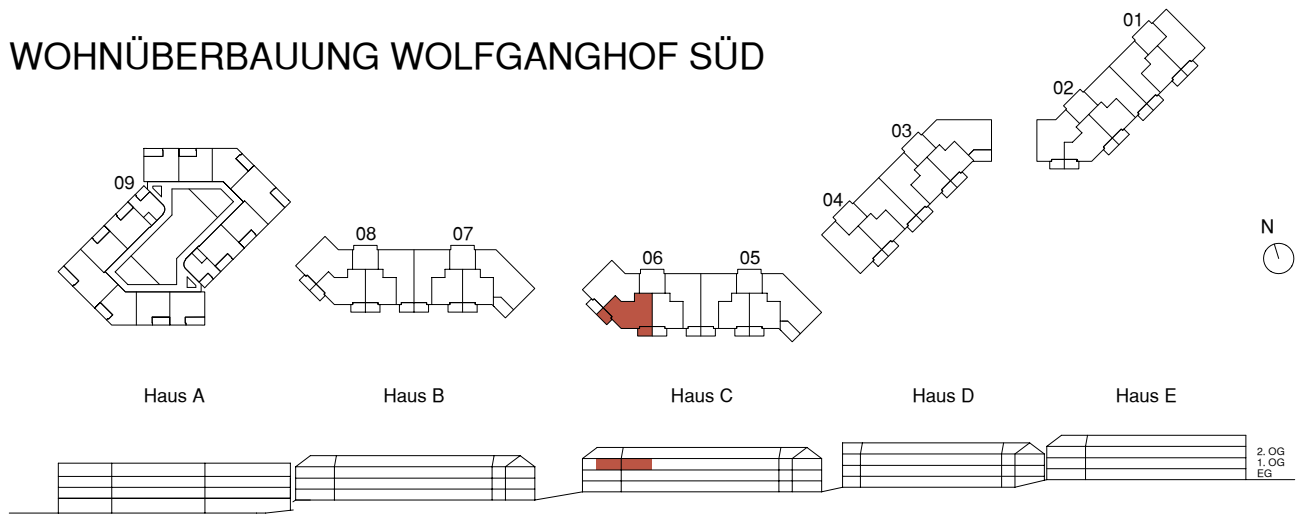 WOHNÜBERBAUUNG WOLFGANGHOF SÜD
01
02
03
04
09
08
07
06
05
N
Haus A
Haus B
Haus C
Haus D
Haus E
2. OG
1. OG
EG